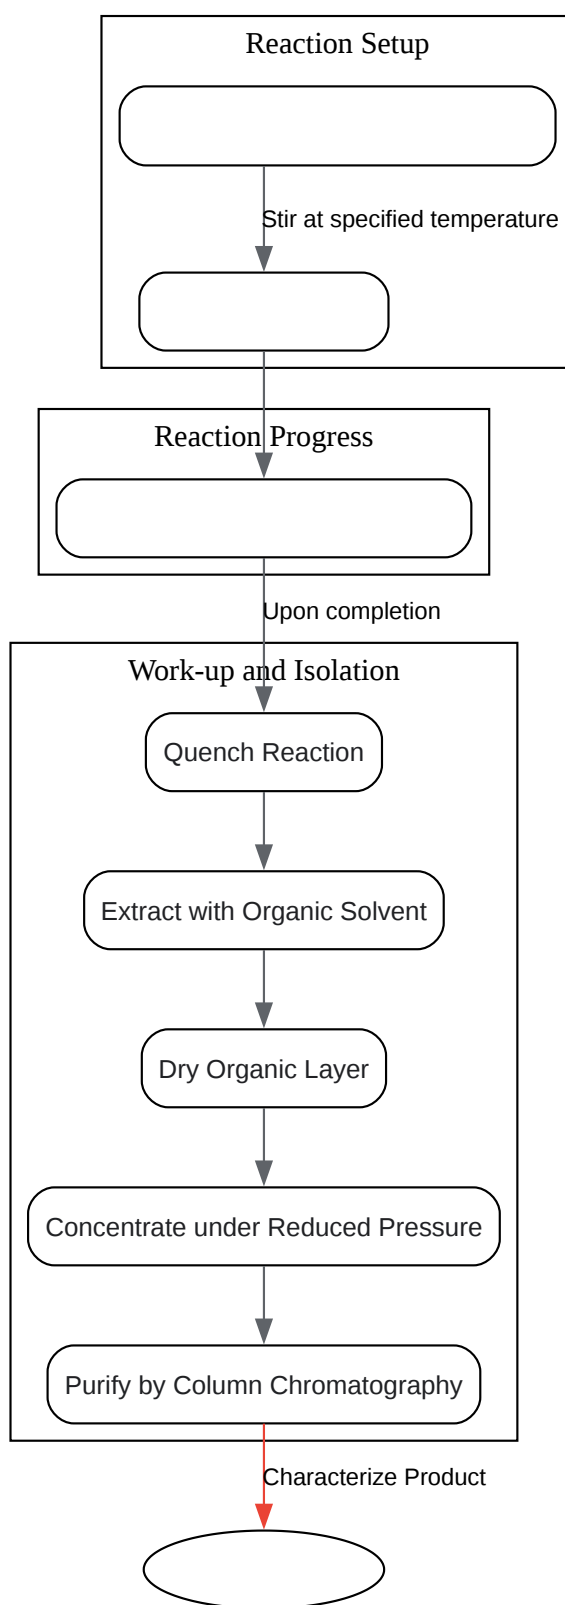 Reaction Setup
Stir at specified temperature
Reaction Progress
Upon completion
Work-up and Isolation
Quench Reaction
Extract with Organic Solvent
Dry Organic Layer
Concentrate under Reduced Pressure
Purify by Column Chromatography
Characterize Product